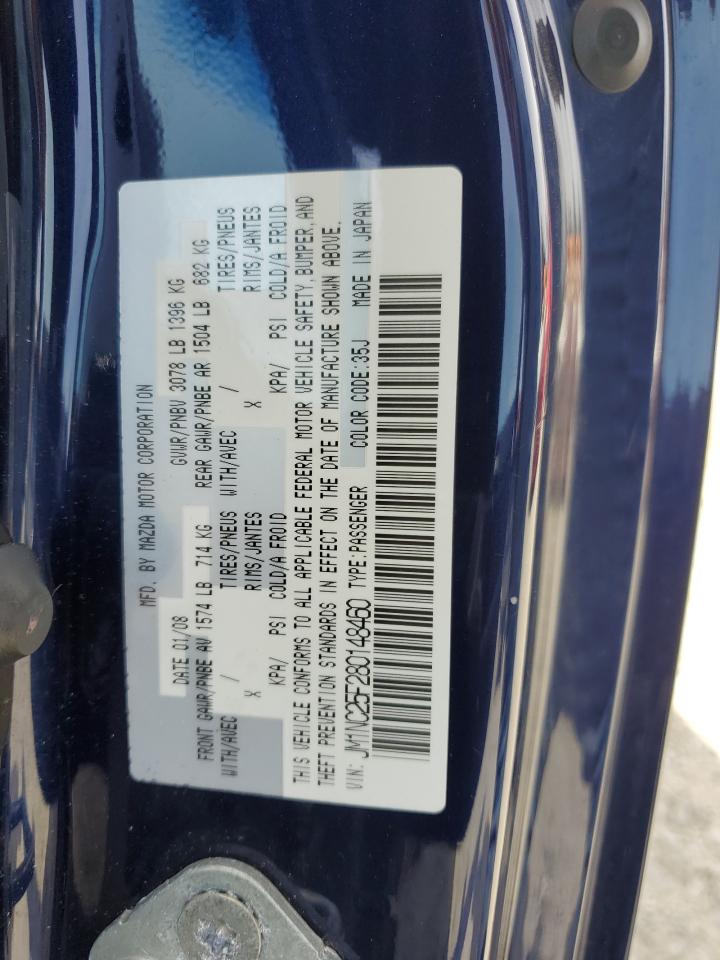 MFD. BY MAZDA MOTOR CORPORATION
DATE 01/08 GVWR/PNBV 3078 LB 1396 KG
FRONT GAWR/PNBE AV 1574 LB 714 KG REAR GAWR/PNBE AR 1504 LB 682 KG
WITH/AVEC / TIRES/PNEUS WITH/AVEC / TIRES/PNEUS
X RIMS/JANTES X RIMS/JANTES
KPA/ PSI COLD/A FROID KPA/ PSI COLD/A FROID
THIS VEHICLE CONFORMS TO ALL APPLICABLE FEDERAL MOTOR VEHICLE SAFETY, BUMPER, AND
THEFT PREVENTION STANDARDS IN EFFECT ON THE DATE OF MANUFACTURE SHOWN ABOVE.
VIN: JM1NC25F280148460 TYPE:PASSENGER COLOR CODE:35J MADE IN JAPAN